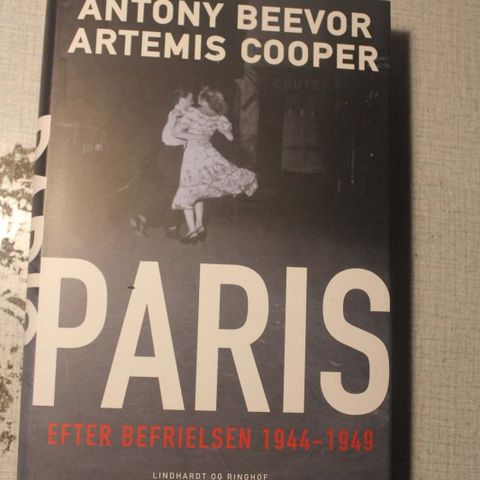 ANTONY BEEVOR
ARTEMIS COOPER
PARIS
EFTER BEFRIELSEN 1944-1949
LINDHARDT OG RINGHOF